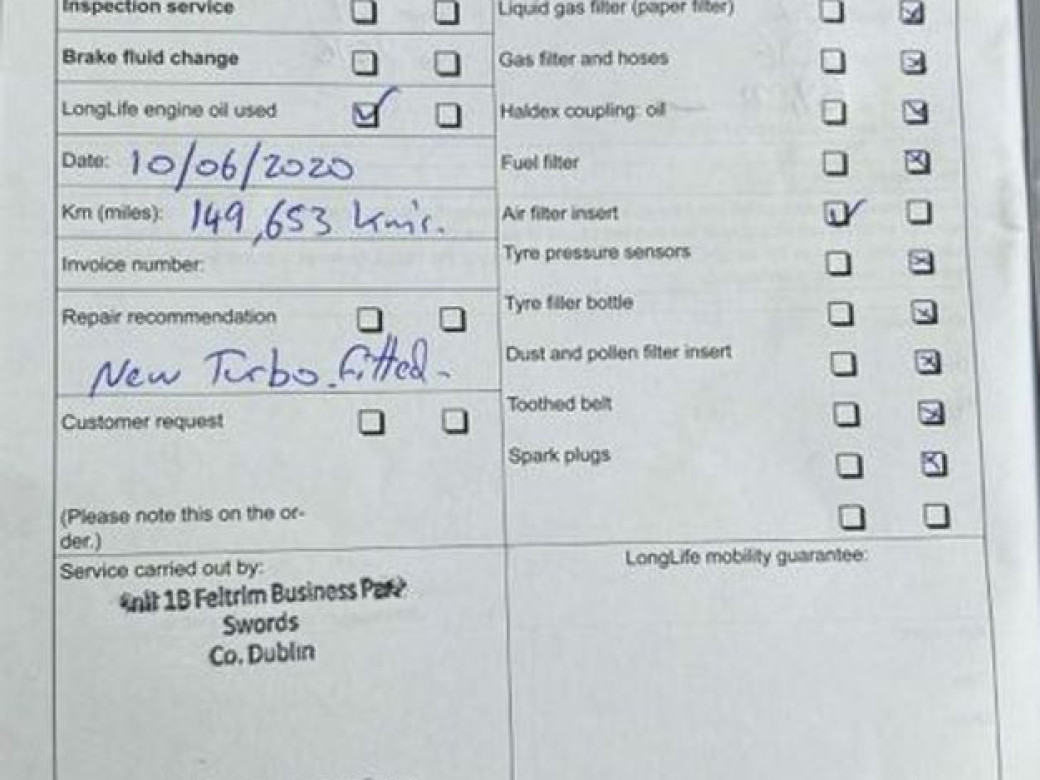 Inspection service
Brake fluid change
LongLife engine oil used
Date: 10/06/2020
Km (miles): 149,653 km's.
Invoice number:
Repair recommendation
New Turbo fitted.
Customer request
(Please note this on the or-
der.)
Service carried out by:
Unit 1B Feltrim Business Park
Swords
Co. Dublin
Liquid gas filter (paper filter)
Gas filter and hoses
Haldex coupling: oil
Fuel filter
Air filter insert
Tyre pressure sensors
Tyre filler bottle
Dust and pollen filter insert
Toothed belt
Spark plugs
LongLife mobility guarantee: